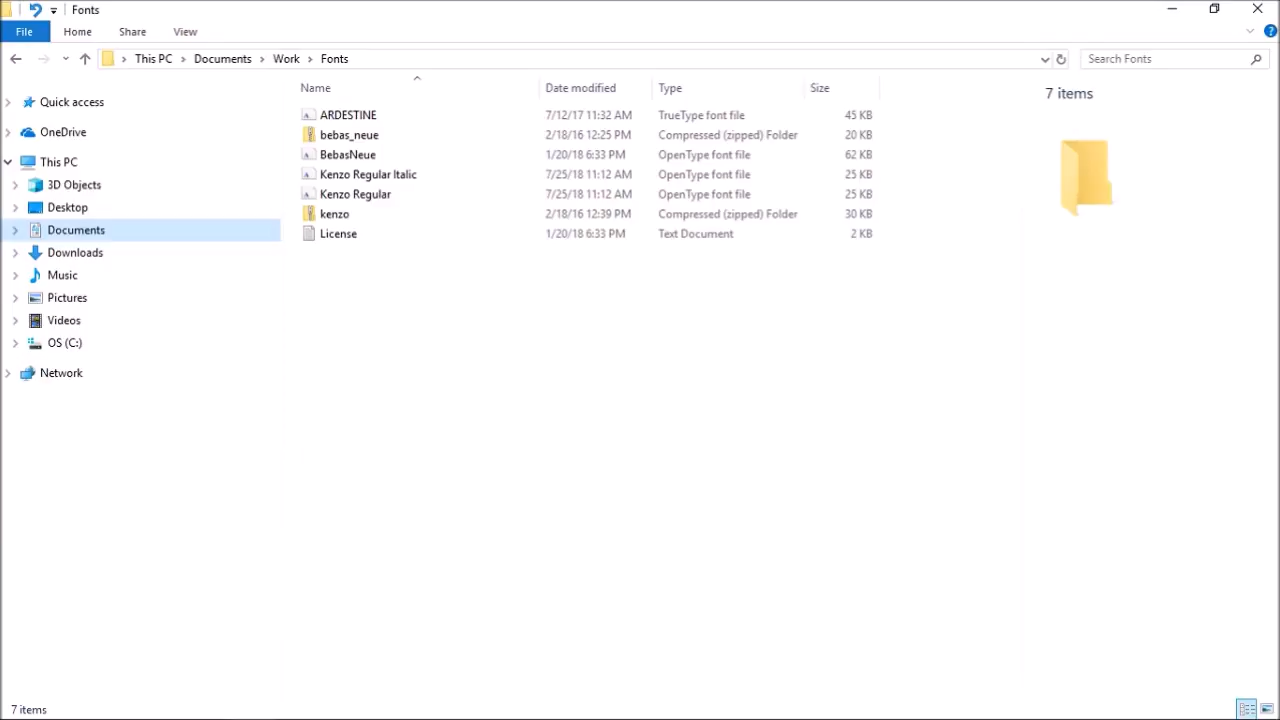 Fonts
File Home Share View
This PC Documents Work Fonts Search Fonts
Name Date modified Type Size
7 items
Quick access
OneDrive
This PC
3D Objects
Desktop
Documents
Downloads
Music
Pictures
Videos
OS (C:)
Network
ARDESTINE 7/12/17 11:32 AM TrueType font file 45 KB
bebas_neue 2/18/16 12:25 PM Compressed (zipped) Folder 20 KB
BebasNeue 1/20/18 6:33 PM OpenType font file 62 KB
Kenzo Regular Italic 7/25/18 11:12 AM OpenType font file 25 KB
Kenzo Regular 7/25/18 11:12 AM OpenType font file 25 KB
kenzo 2/18/16 12:39 PM Compressed (zipped) Folder 30 KB
License 1/20/18 6:33 PM Text Document 2 KB
7 items